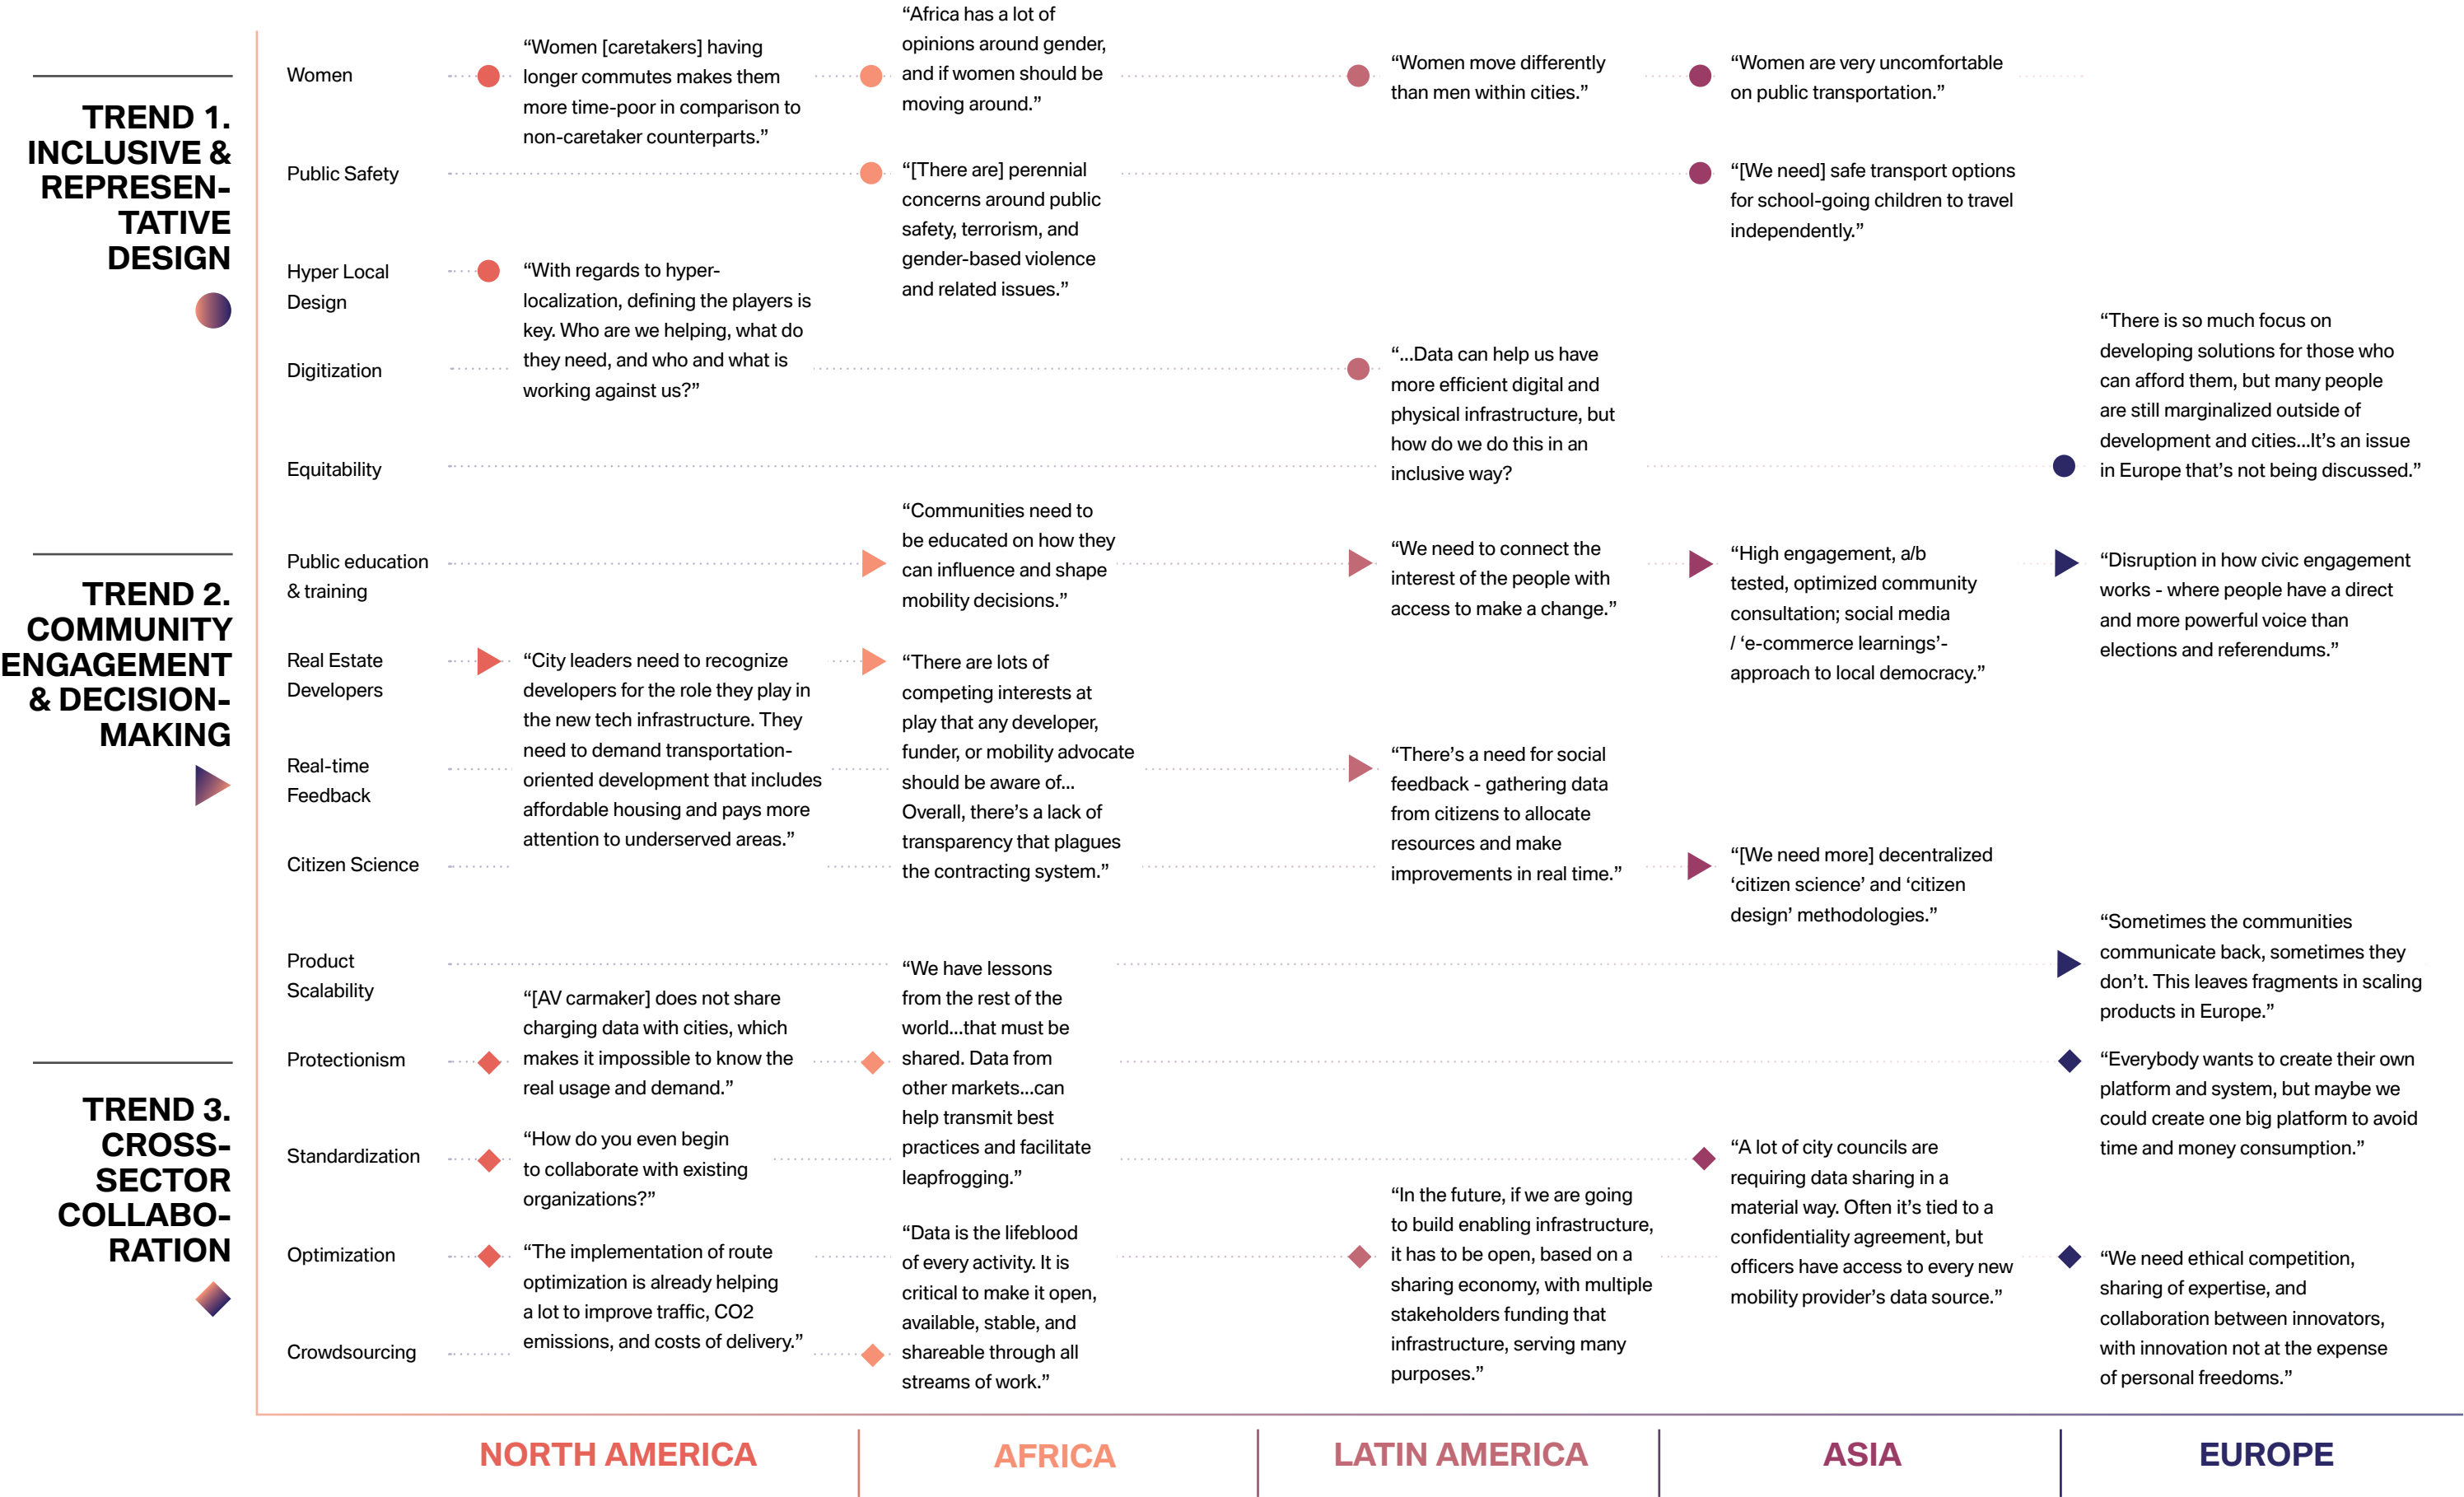 TREND 1.
INCLUSIVE &
REPRESEN-
TATIVE
DESIGN
Women
“Women [caretakers] having
longer commutes makes them
more time-poor in comparison to
non-caretaker counterparts.”
“Africa has a lot of
opinions around gender,
and if women should be
moving around.”
“Women move differently
than men within cities.”
“Women are very uncomfortable
on public transportation.”
Public Safety
“[There are] perennial
concerns around public
safety, terrorism, and
gender-based violence
and related issues.”
“[We need] safe transport options
for school-going children to travel
independently.”
Hyper Local
Design
“With regards to hyper-
localization, defining the players is
key. Who are we helping, what do
they need, and who and what is
working against us?”
Digitization
“...Data can help us have
more efficient digital and
physical infrastructure, but
how do we do this in an
inclusive way?
Equitability
“There is so much focus on
developing solutions for those who
can afford them, but many people
are still marginalized outside of
development and cities...It’s an issue
in Europe that’s not being discussed.”
TREND 2.
COMMUNITY
ENGAGEMENT
& DECISION-
MAKING
Public education
& training
“Communities need to
be educated on how they
can influence and shape
mobility decisions.”
“We need to connect the
interest of the people with
access to make a change.”
“High engagement, a/b
tested, optimized community
consultation; social media
/ ‘e-commerce learnings’-
approach to local democracy.”
“Disruption in how civic engagement
works - where people have a direct
and more powerful voice than
elections and referendums.”
Real Estate
Developers
“City leaders need to recognize
developers for the role they play in
the new tech infrastructure. They
need to demand transportation-
oriented development that includes
affordable housing and pays more
attention to underserved areas.”
“There are lots of
competing interests at
play that any developer,
funder, or mobility advocate
should be aware of...
Overall, there’s a lack of
transparency that plagues
the contracting system.”
Real-time
Feedback
“There’s a need for social
feedback - gathering data
from citizens to allocate
resources and make
improvements in real time.”
Citizen Science
“[We need more] decentralized
‘citizen science’ and ‘citizen
design’ methodologies.”
Product
Scalability
“Sometimes the communities
communicate back, sometimes they
don’t. This leaves fragments in scaling
products in Europe.”
TREND 3.
CROSS-
SECTOR
COLLABO-
RATION
Protectionism
“[AV carmaker] does not share
charging data with cities, which
makes it impossible to know the
real usage and demand.”
“We have lessons
from the rest of the
world...that must be
shared. Data from
other markets...can
help transmit best
practices and facilitate
leapfrogging.”
“Everybody wants to create their own
platform and system, but maybe we
could create one big platform to avoid
time and money consumption.”
Standardization
“How do you even begin
to collaborate with existing
organizations?”
“A lot of city councils are
requiring data sharing in a
material way. Often it’s tied to a
confidentiality agreement, but
officers have access to every new
mobility provider’s data source.”
Optimization
“The implementation of route
optimization is already helping
a lot to improve traffic, CO2
emissions, and costs of delivery.”
“In the future, if we are going
to build enabling infrastructure,
it has to be open, based on a
sharing economy, with multiple
stakeholders funding that
infrastructure, serving many
purposes.”
“We need ethical competition,
sharing of expertise, and
collaboration between innovators,
with innovation not at the expense
of personal freedoms.”
Crowdsourcing
“Data is the lifeblood
of every activity. It is
critical to make it open,
available, stable, and
shareable through all
streams of work.”
NORTH AMERICA
AFRICA
LATIN AMERICA
ASIA
EUROPE